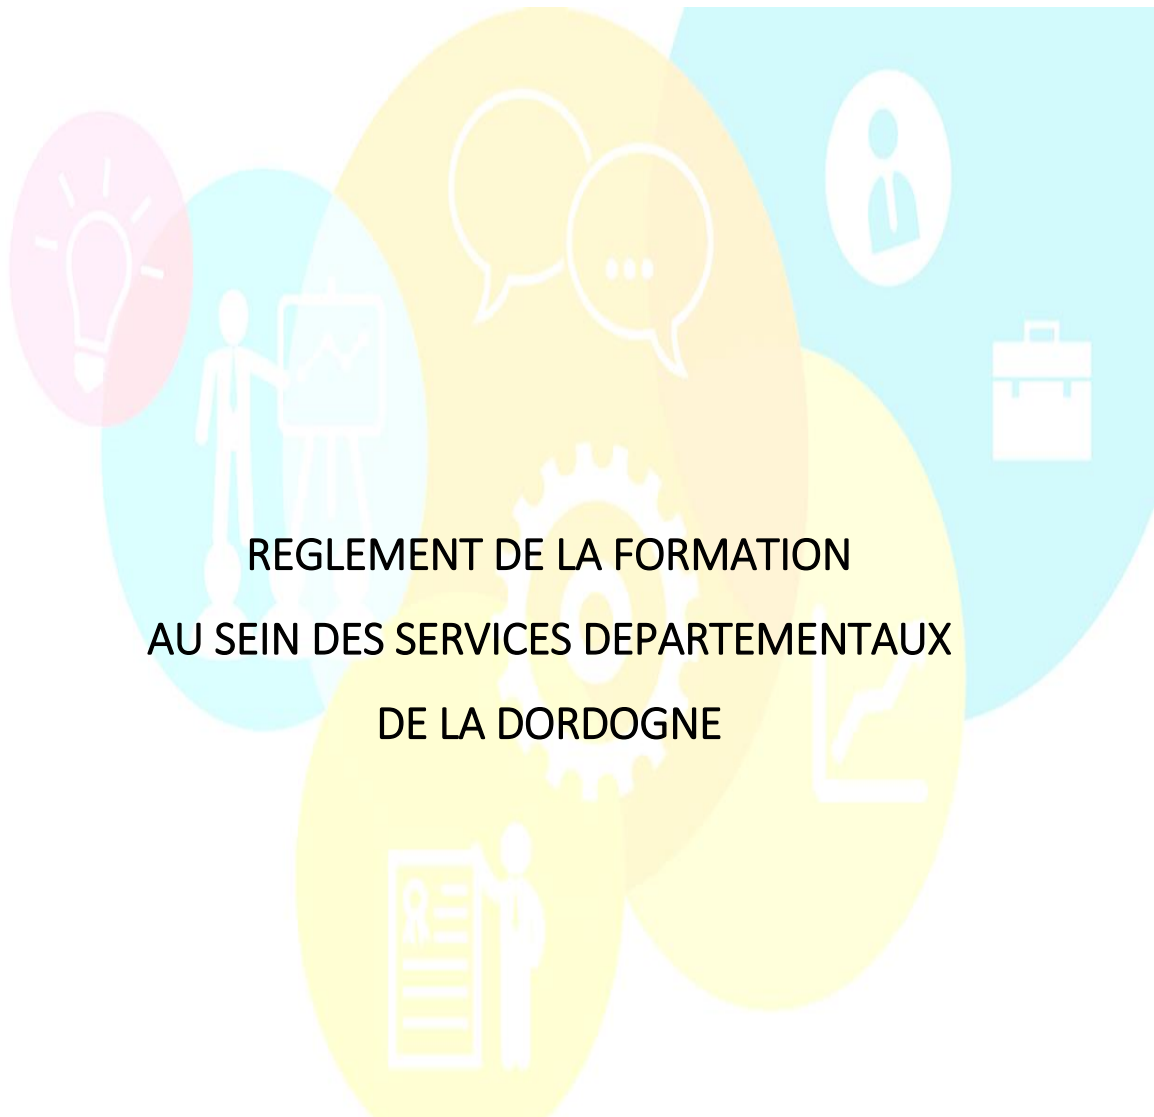 REGLEMENT DE LA FORMATION
AU SEIN DES SERVICES DEPARTEMENTAUX
DE LA DORDOGNE